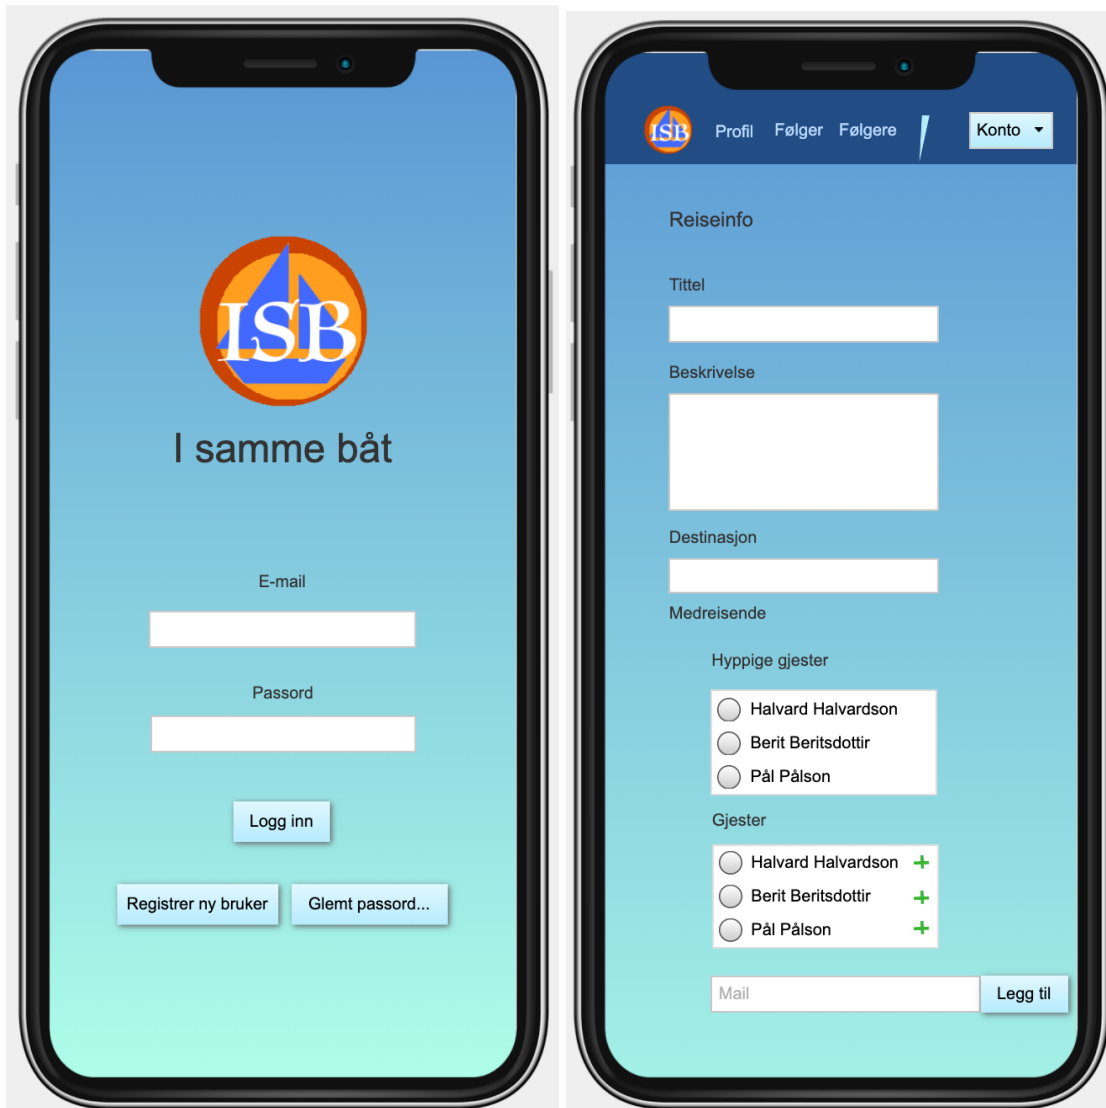 ISB
I samme båt
E-mail
Passord
Logg inn
Registrer ny bruker
Glemt passord...
ISB
Profil
Følger
Følgere
Konto
Reiseinfo
Tittel
Beskrivelse
Destinasjon
Medreisende
Hyppige gjester
Halvard Halvardson
Berit Beritsdottir
Pål Pålson
Gjester
Halvard Halvardson +
Berit Beritsdottir +
Pål Pålson +
Mail
Legg til